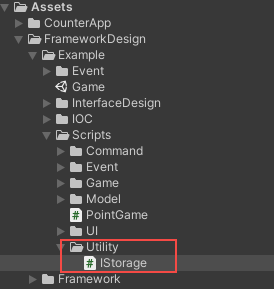 Assets
CounterApp
FrameworkDesign
Example
Event
Game
InterfaceDesign
IOC
Scripts
Command
Event
Game
Model
PointGame
UI
Utility
IStorage
Framework